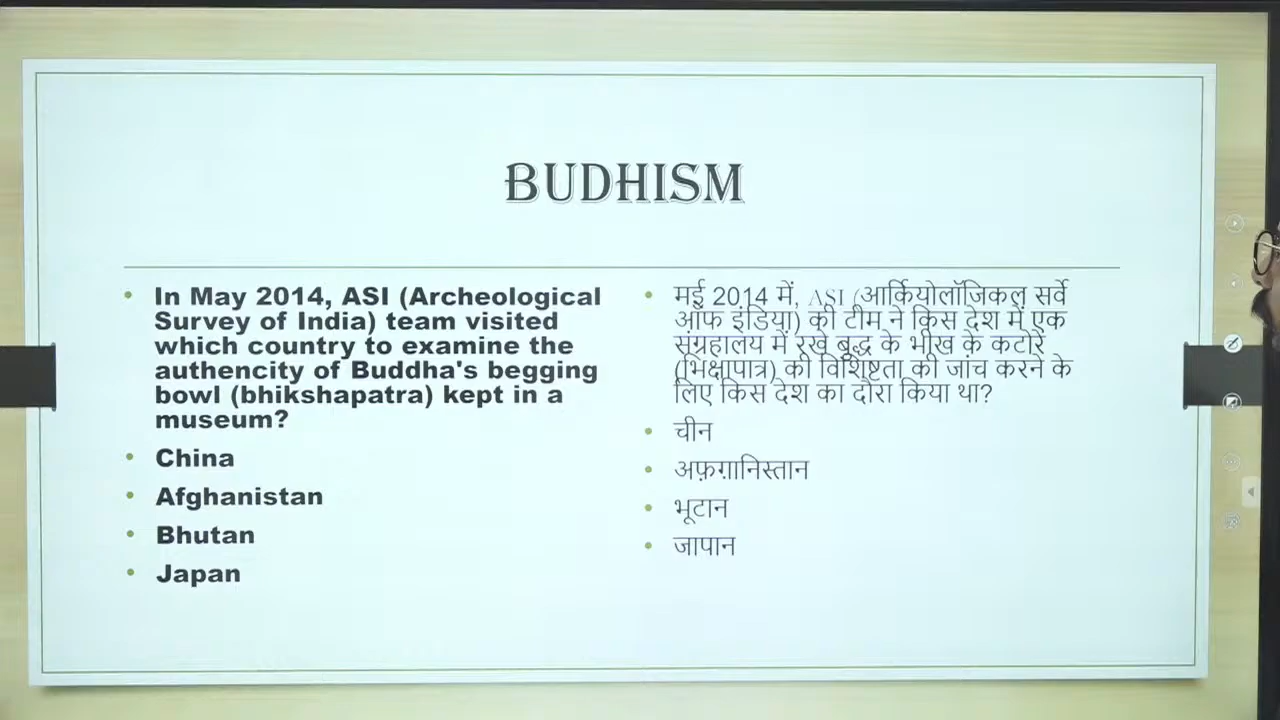 BUDHISM
• In May 2014, ASI (Archeological
Survey of India) team visited
which country to examine the
authencity of Buddha's begging
bowl (bhikshapatra) kept in a
museum?
• China
• Afghanistan
• Bhutan
• Japan
• मई 2014 में, ASI (आर्कियोलॉजिकल सर्वे
ऑफ इंडिया) की टीम ने किस देश में एक
संग्रहालय में रखे बुद्ध के भीख के कटोरे
(भिक्षापात्र) की विशिष्टता की जांच करने के
लिए किस देश का दौरा किया था?
• चीन
• अफ़ग़ानिस्तान
• भूटान
• जापान